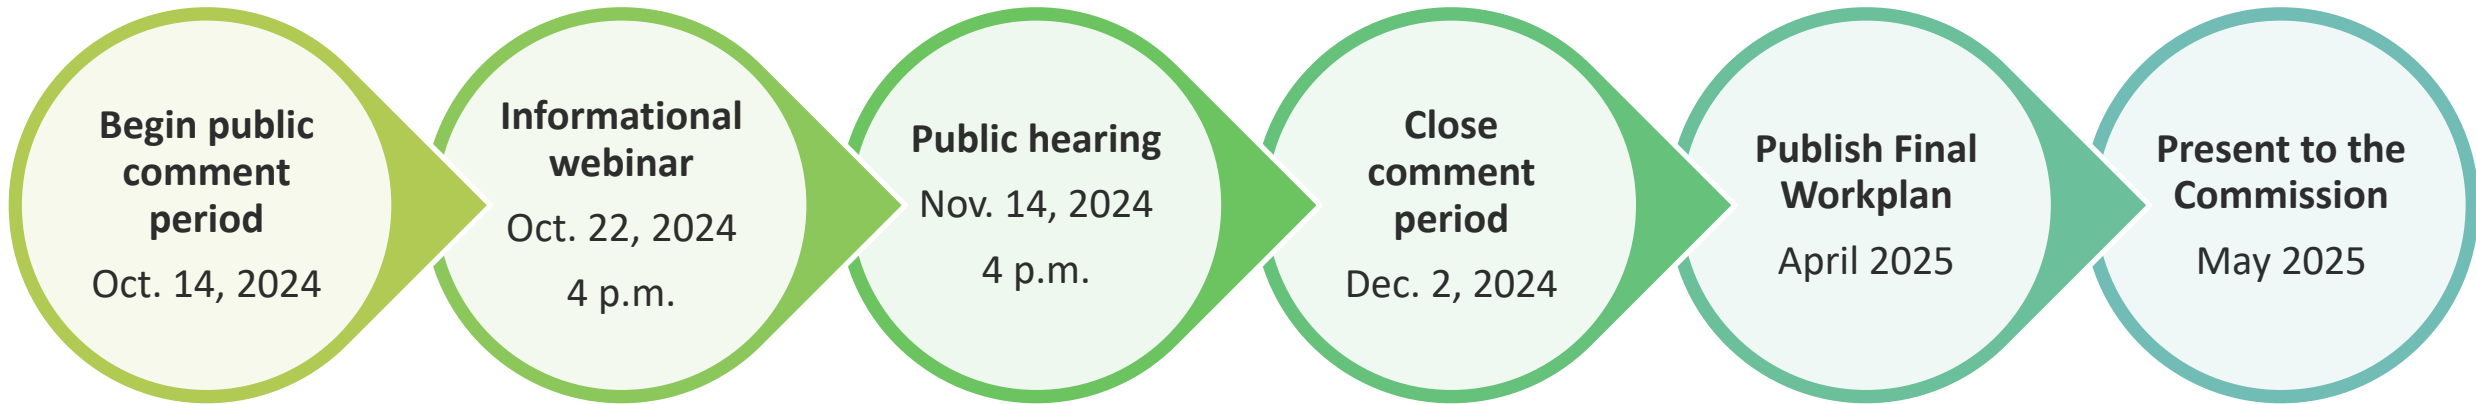 Begin public
comment
period
Oct. 14, 2024
Informational
webinar
Oct. 22, 2024
4 p.m.
Public hearing
Nov. 14, 2024
4 p.m.
Close
comment
period
Dec. 2, 2024
Publish Final
Workplan
April 2025
Present to the
Commission
May 2025